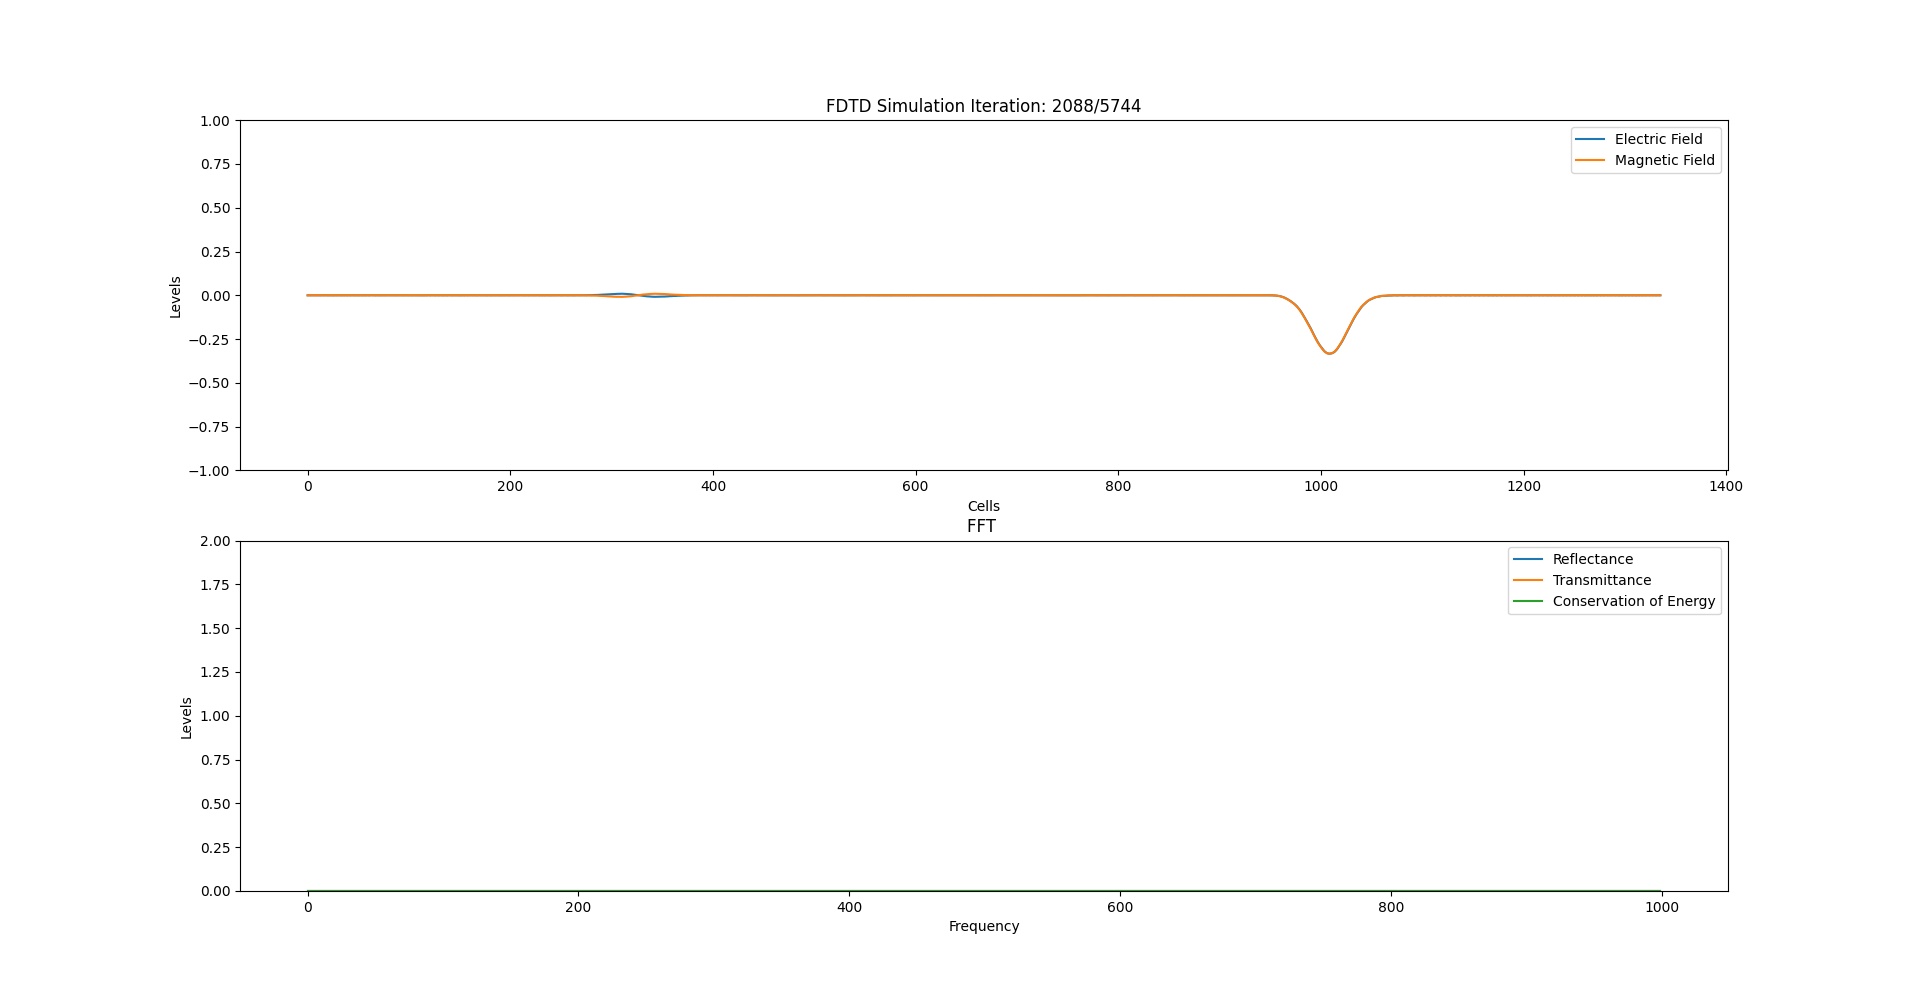 FDTD Simulation Iteration: 2088/5744
1.00
0.75
0.50
0.25
0.00
−0.25
−0.50
−0.75
−1.00
Levels
Electric Field
Magnetic Field
0 200 400 600 800 1000 1200 1400
Cells
FFT
2.00
1.75
1.50
1.25
1.00
0.75
0.50
0.25
0.00
Levels
Reflectance
Transmittance
Conservation of Energy
0 200 400 600 800 1000
Frequency